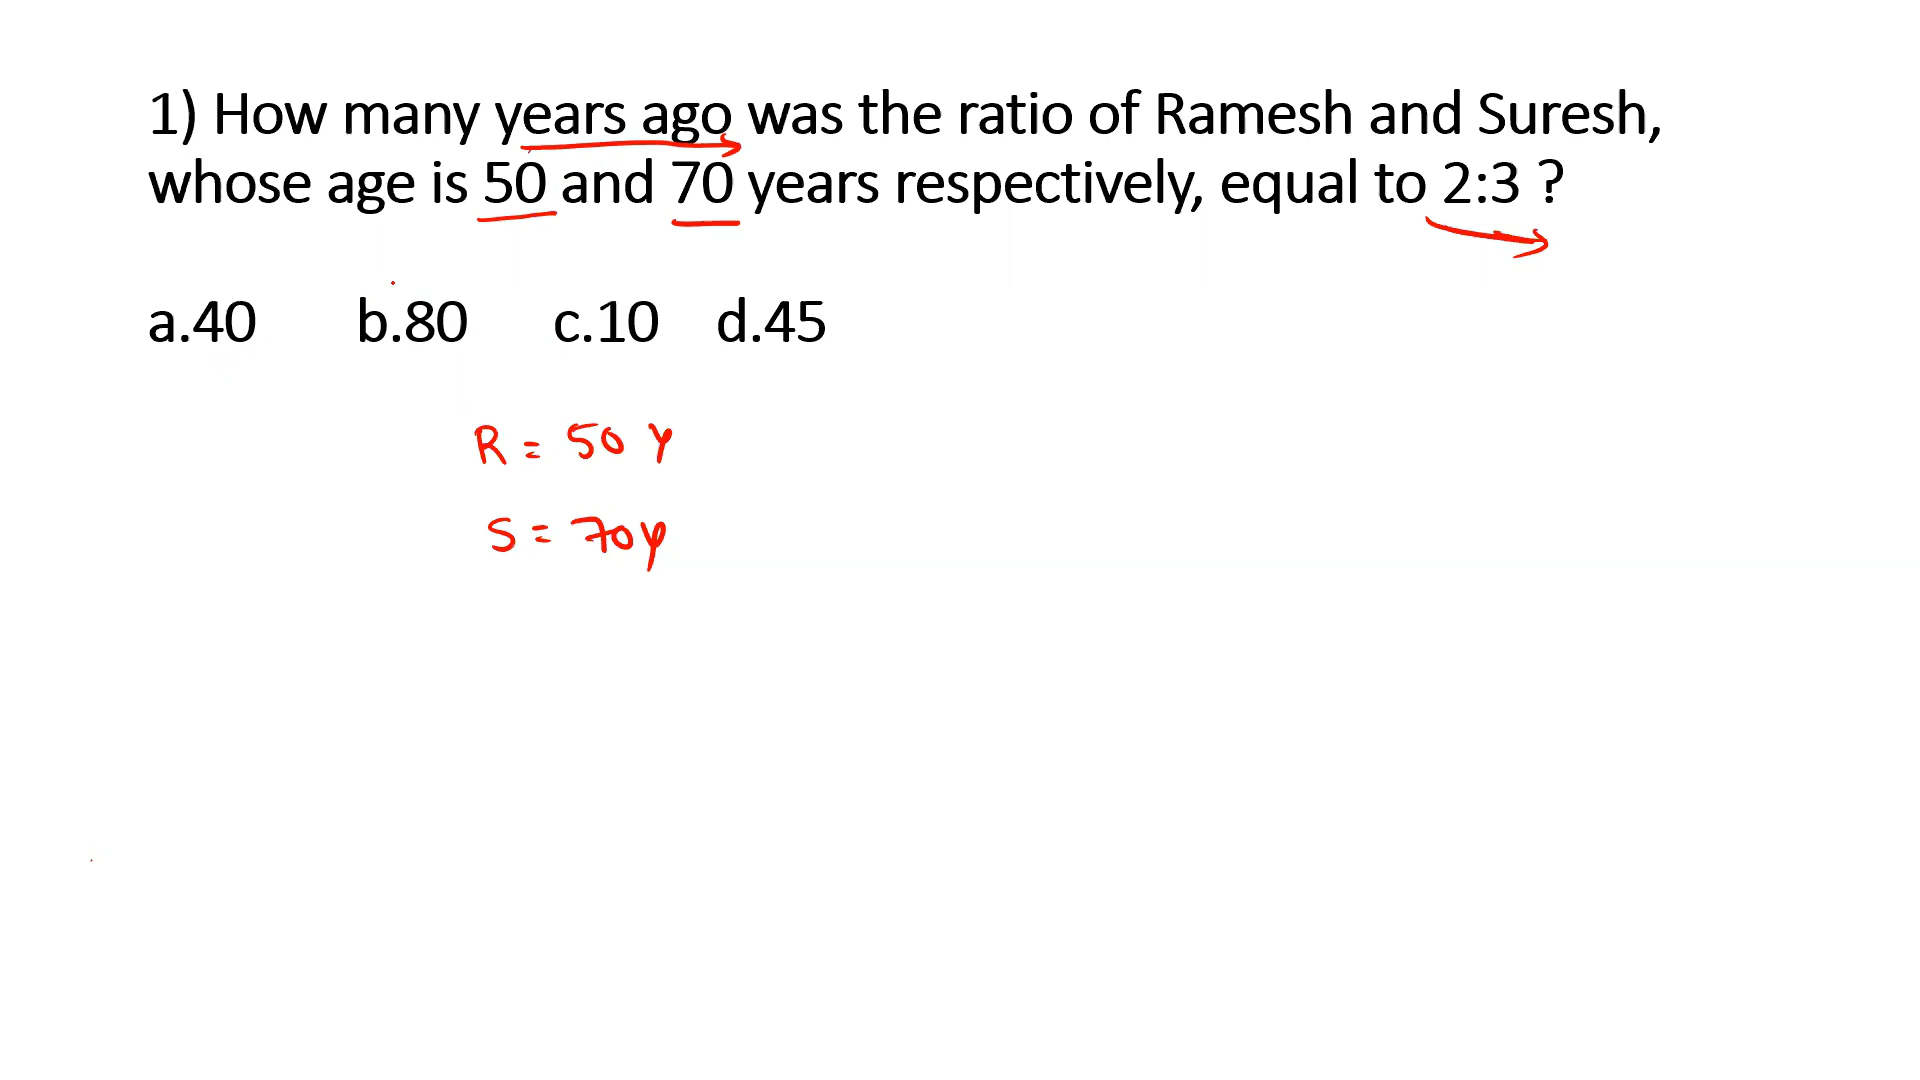 1) How many years ago was the ratio of Ramesh and Suresh,
whose age is 50 and 70 years respectively, equal to 2:3 ?
a.40 b.80 c.10 d.45
R = 50 y
S = 70y